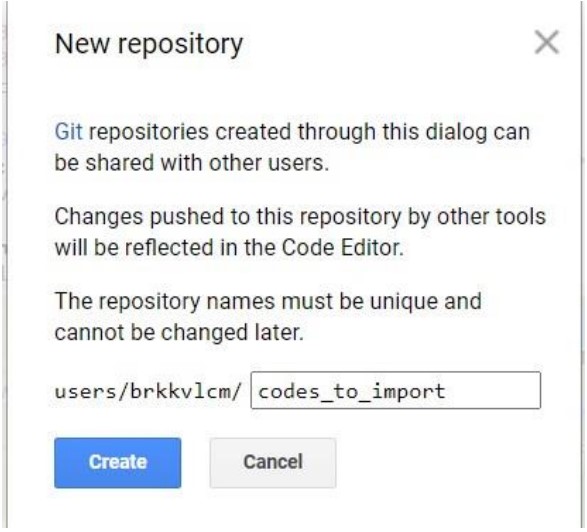 New repository
Git repositories created through this dialog can
be shared with other users.
Changes pushed to this repository by other tools
will be reflected in the Code Editor.
The repository names must be unique and
cannot be changed later.
users/brkkvlcm/ codes_to_import
Create Cancel